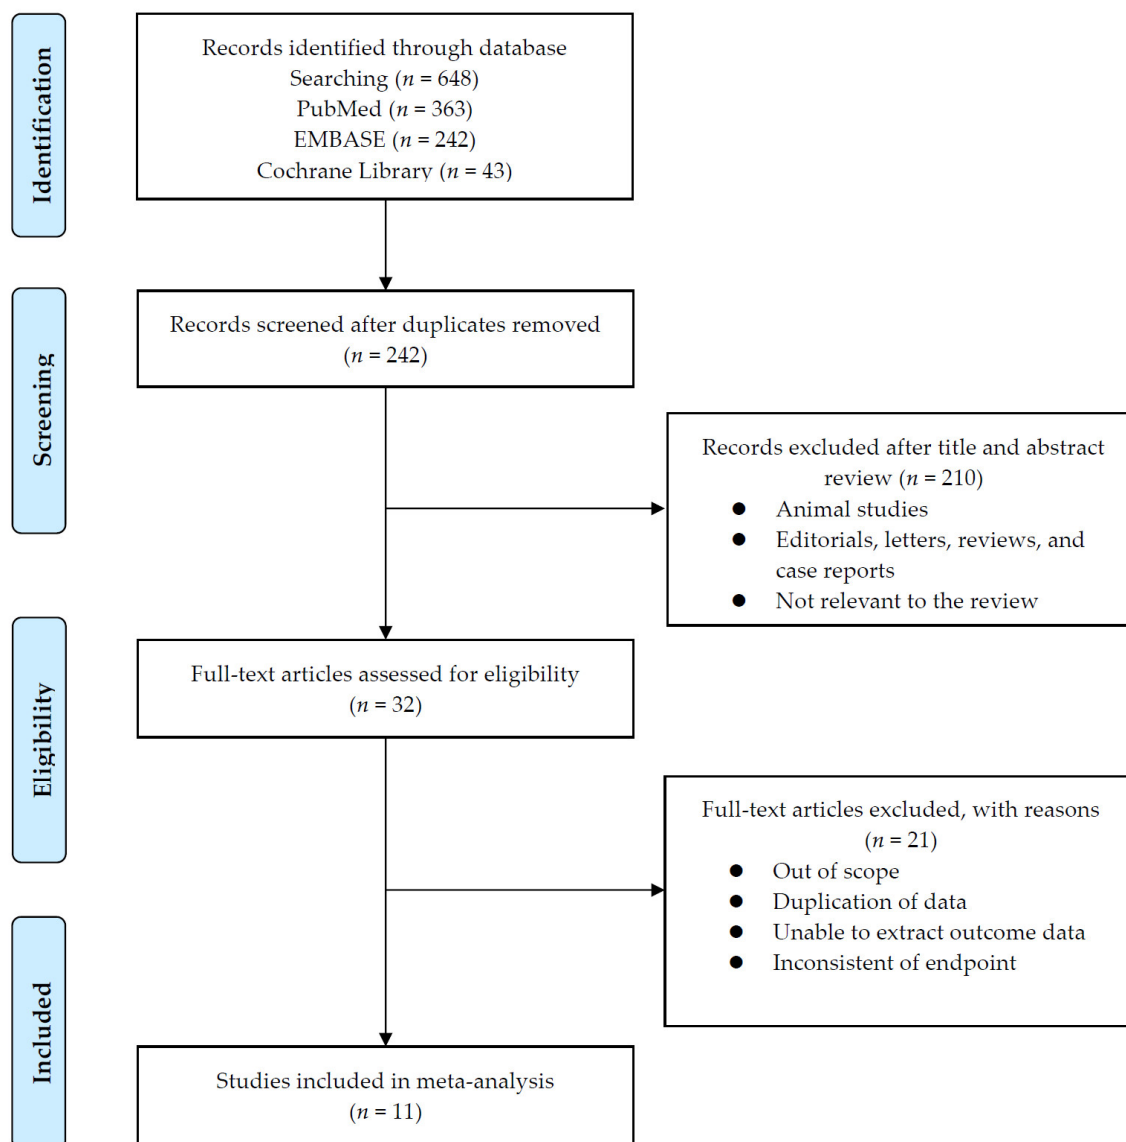 Identification
Records identified through database
Searching (n = 648)
PubMed (n = 363)
EMBASE (n = 242)
Cochrane Library (n = 43)
Screening
Records screened after duplicates removed
(n = 242)
Records excluded after title and abstract
review (n = 210)
● Animal studies
● Editorials, letters, reviews, and
case reports
● Not relevant to the review
Eligibility
Full-text articles assessed for eligibility
(n = 32)
Full-text articles excluded, with reasons
(n = 21)
● Out of scope
● Duplication of data
● Unable to extract outcome data
● Inconsistent of endpoint
Included
Studies included in meta-analysis
(n = 11)